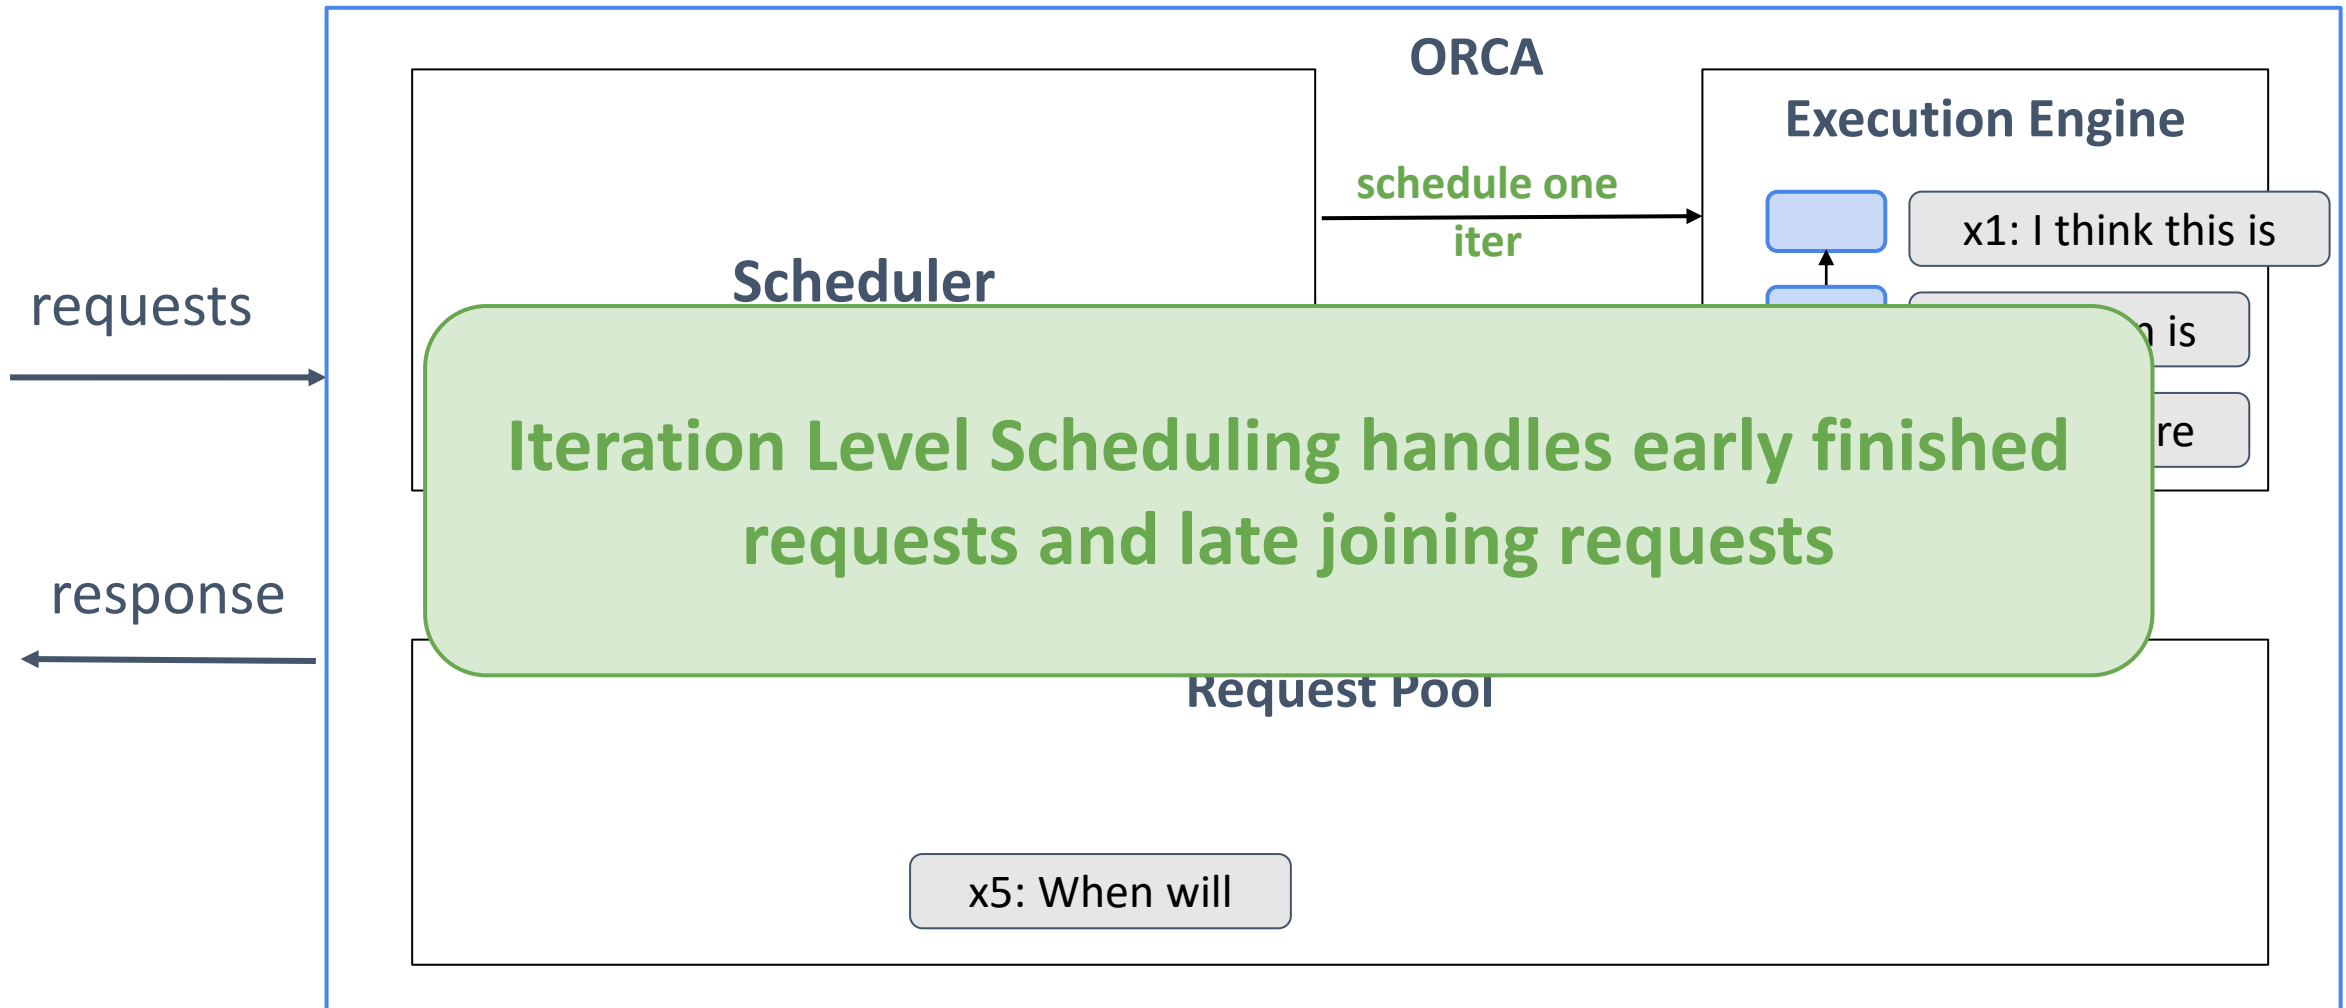 ORCA
Execution Engine
schedule one
iter
x1: I think this is
Scheduler
requests
is
re
Iteration Level Scheduling handles early finished
requests and late joining requests
response
Request Pool
x5: When will